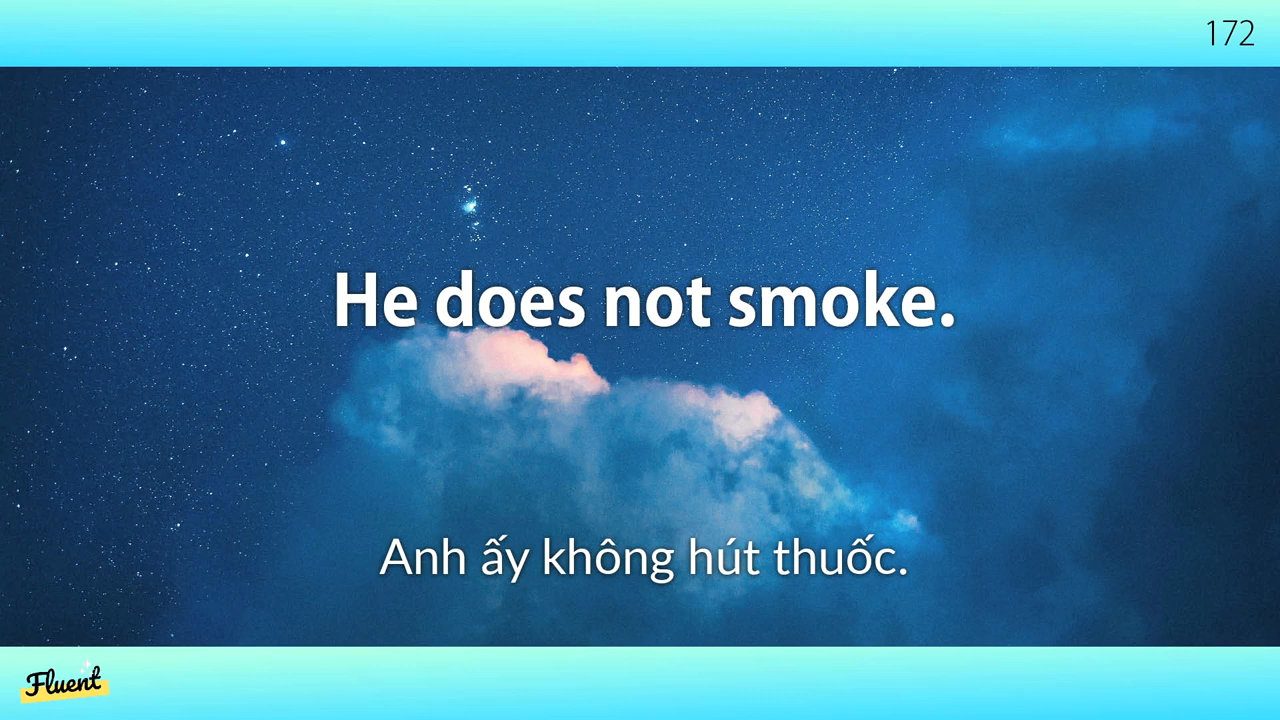 172
He does not smoke.
Anh ấy không hút thuốc.
Fluent